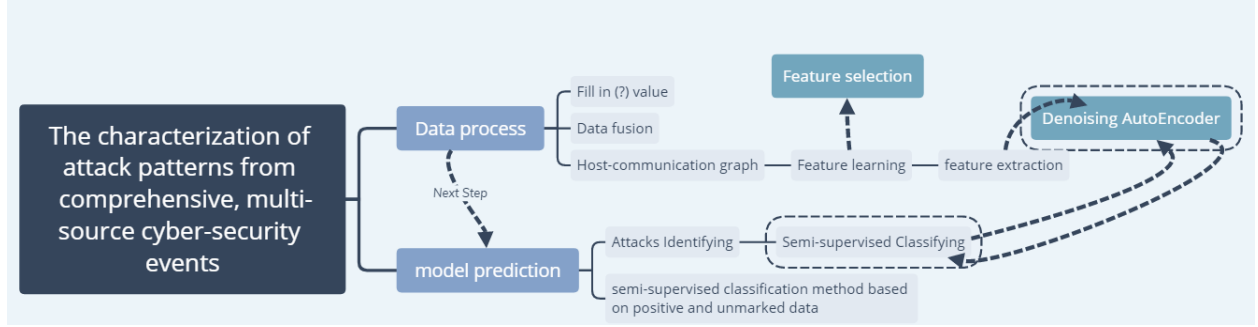 The characterization of
attack patterns from
comprehensive, multi-
source cyber-security
events
Data process
Next Step
model prediction
Fill in (?) value
Data fusion
Host-communication graph
Feature learning
feature extraction
Feature selection
Denoising AutoEncoder
Attacks Identifying
Semi-supervised Classifying
semi-supervised classification method based
on positive and unmarked data